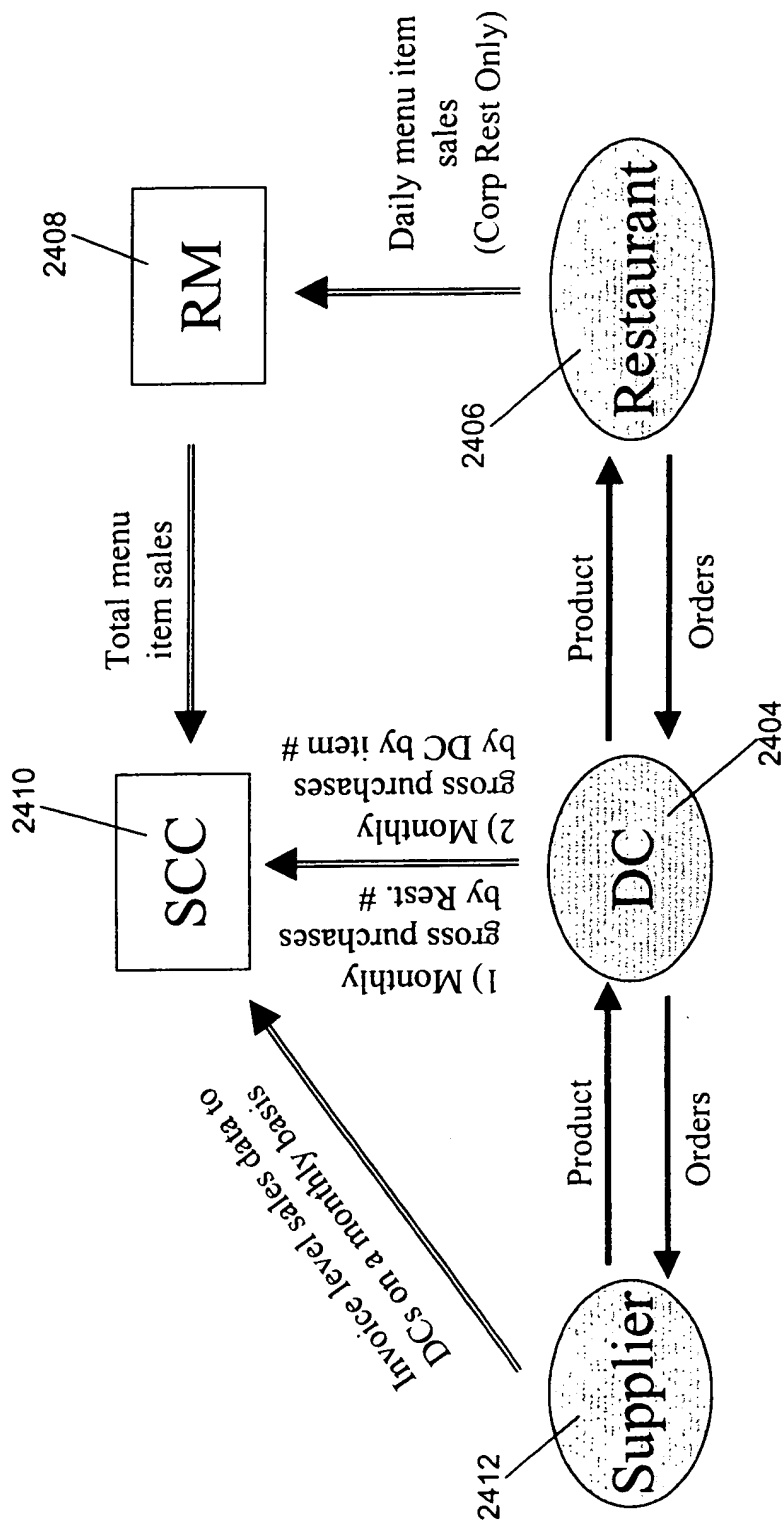 2410
SCC
Total menu
item sales
2408
RM
Invoice level sales data to
DCs on a monthly basis
1) Monthly
gross purchases
by Rest. #
2) Monthly
gross purchases
by DC by item #
Daily menu item
sales
(Corp Rest Only)
2412
Supplier
Product
Orders
DC
2404
Product
Orders
2406
Restaurant